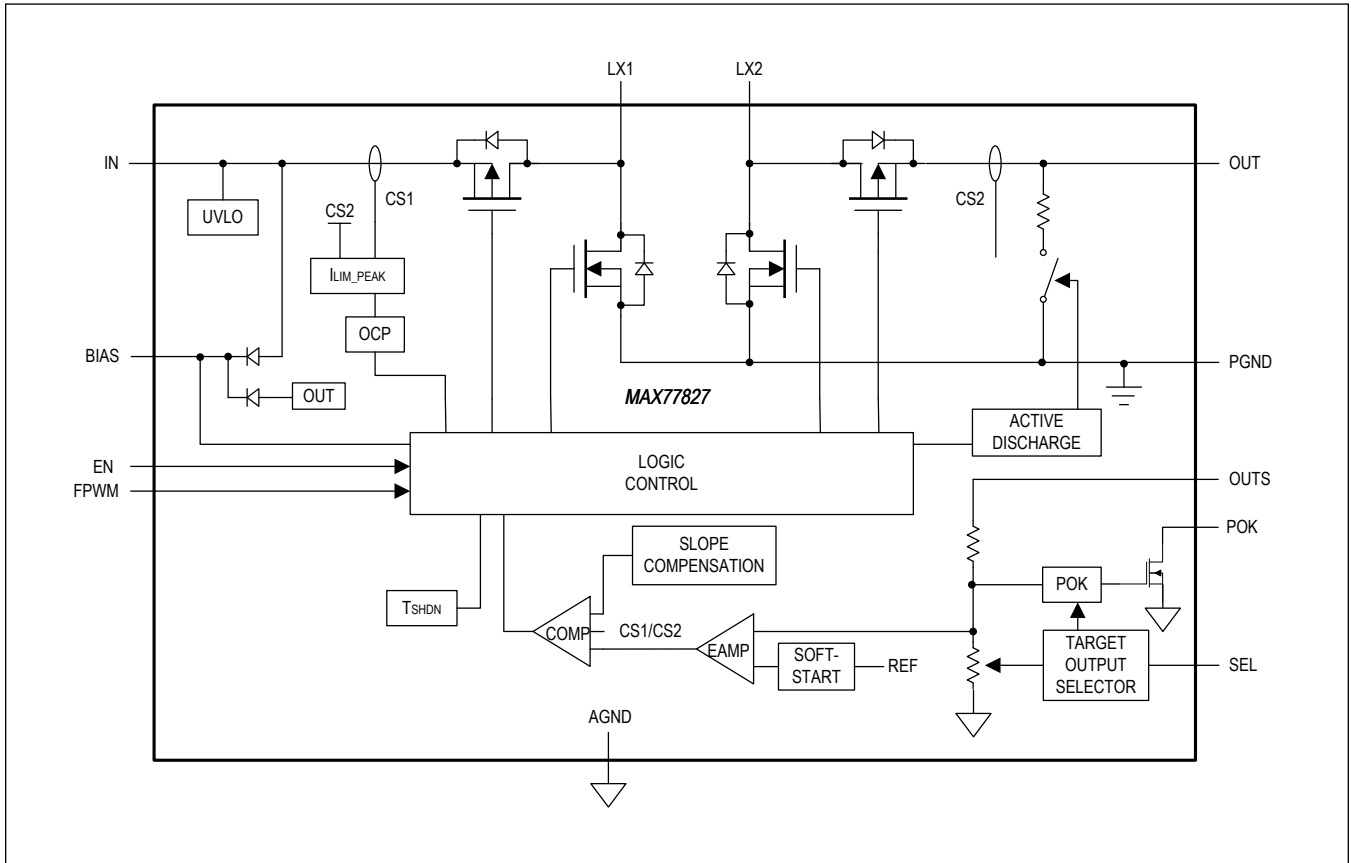 LX1
LX2
IN
OUT
UVLO
CS2
CS1
CS2
ILIM_PEAK
OCP
BIAS
OUT
PGND
MAX77827
ACTIVE
DISCHARGE
LOGIC
CONTROL
EN
FPWM
OUTS
POK
SLOPE
COMPENSATION
POK
TSHDN
COMP
CS1/CS2
EAMP
SOFT-
START
REF
TARGET
OUTPUT
SELECTOR
SEL
AGND